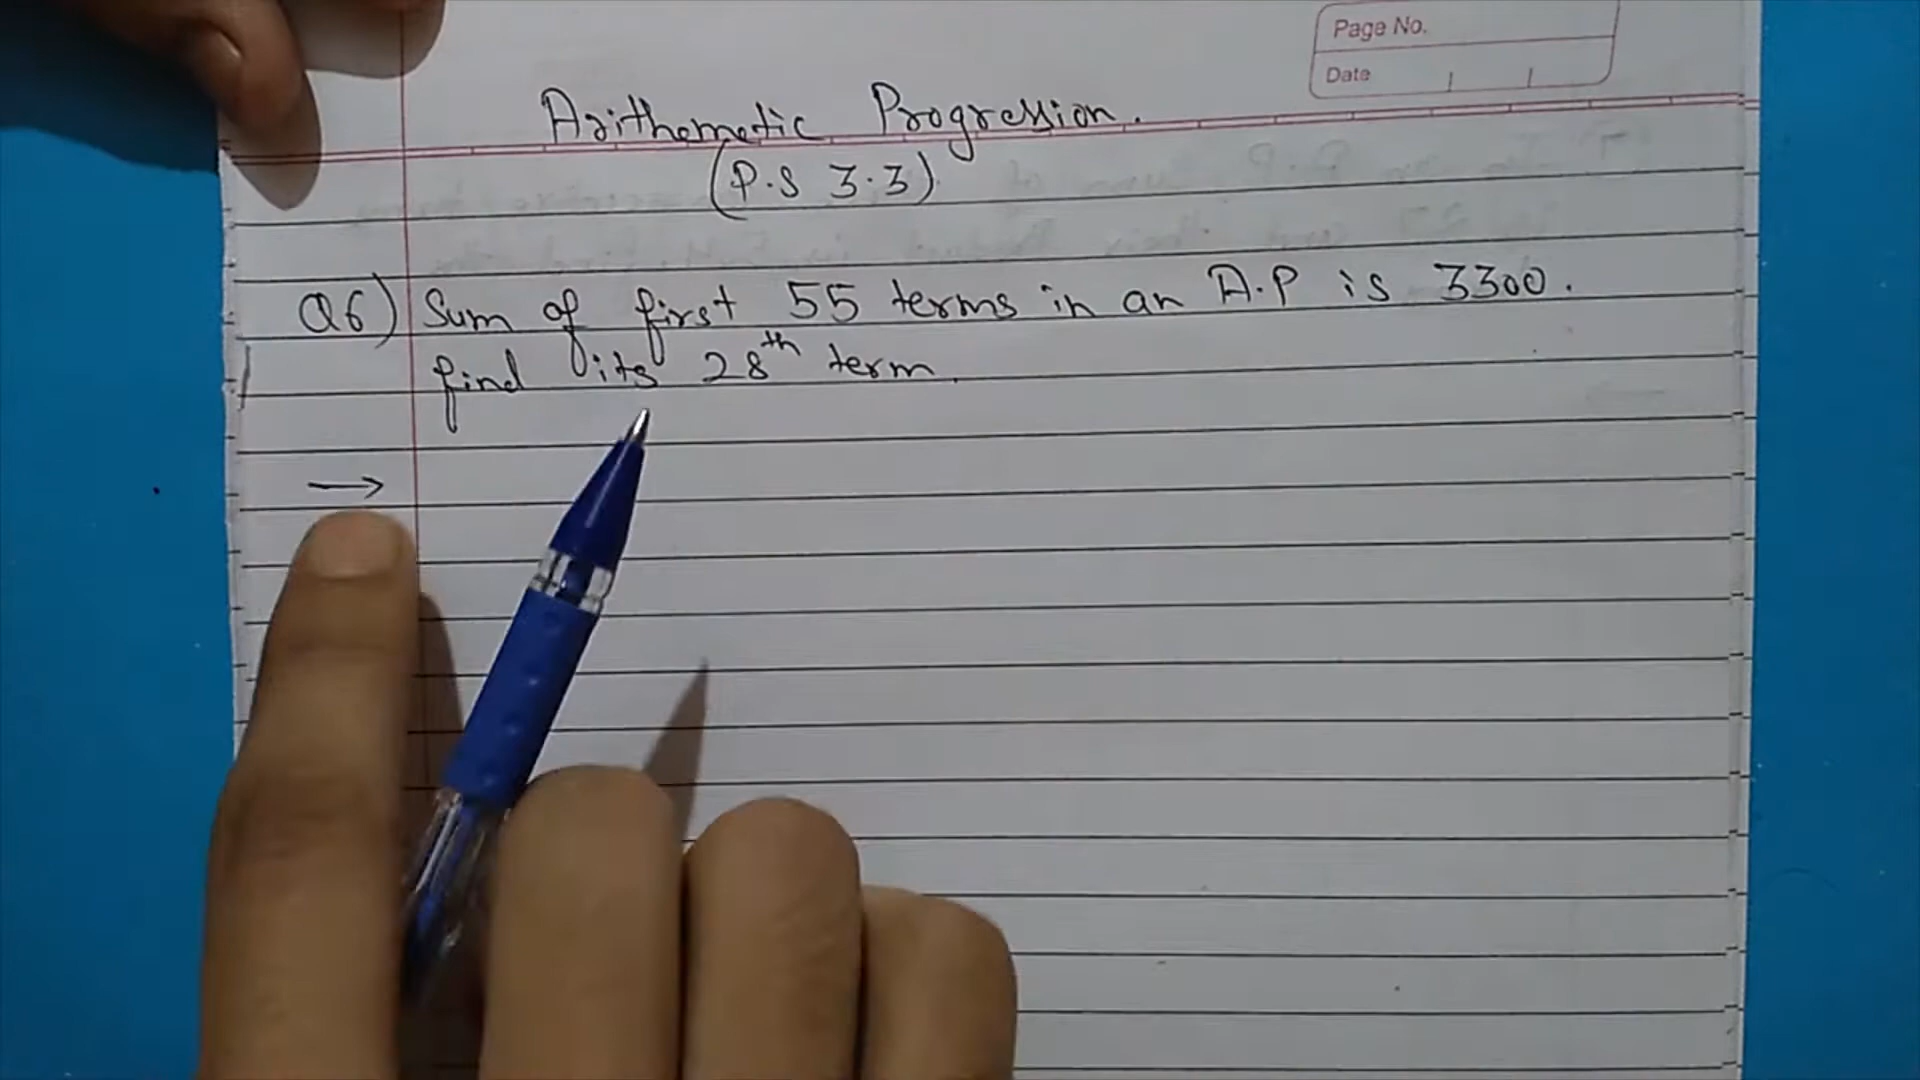 Page No.
Date
Arithemetic Progression.
(P.S 3.3)
Q6) Sum of first 55 terms in an A.P is 3300.
find its 28th term.
→